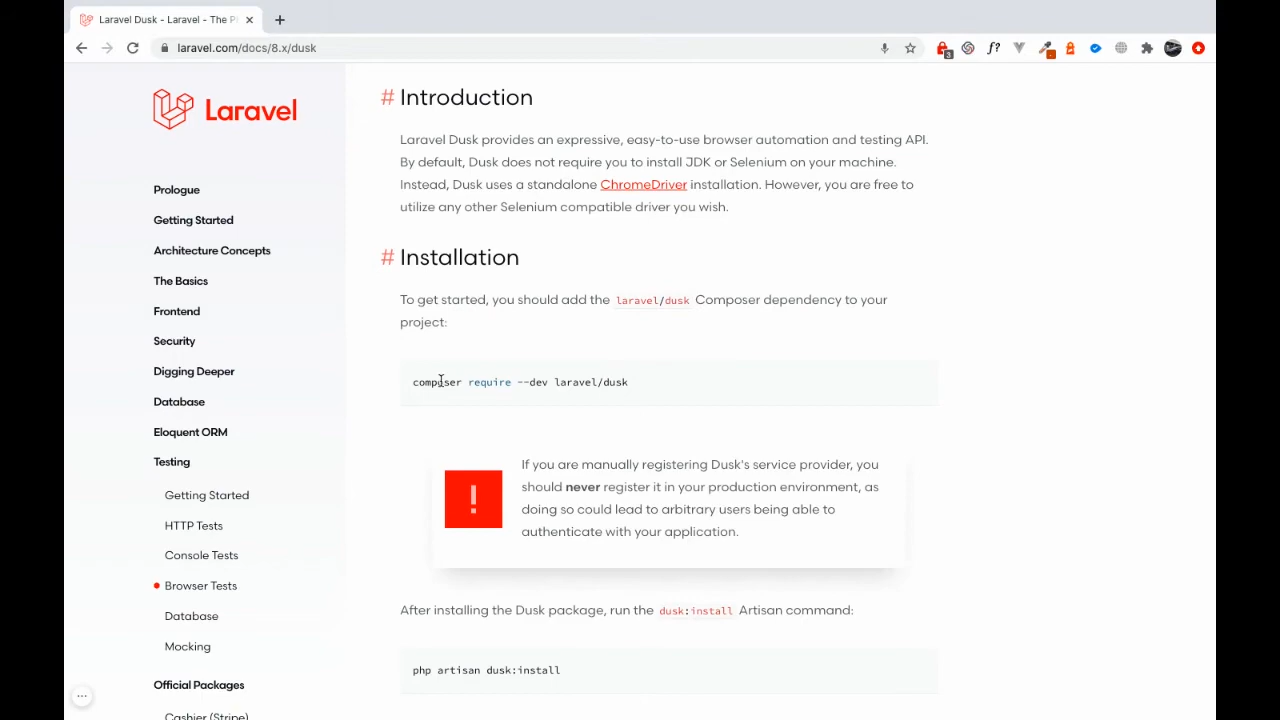 Laravel Dusk - Laravel - The P
laravel.com/docs/8.x/dusk
3
f?
Laravel
Prologue
Getting Started
Architecture Concepts
The Basics
Frontend
Security
Digging Deeper
Database
Eloquent ORM
Testing
Getting Started
HTTP Tests
Console Tests
Browser Tests
Database
Mocking
Official Packages
Cashier (Stripe)
# Introduction
Laravel Dusk provides an expressive, easy-to-use browser automation and testing API.
By default, Dusk does not require you to install JDK or Selenium on your machine.
Instead, Dusk uses a standalone ChromeDriver installation. However, you are free to
utilize any other Selenium compatible driver you wish.
# Installation
To get started, you should add the laravel/dusk Composer dependency to your
project:
composer require --dev laravel/dusk
!
If you are manually registering Dusk's service provider, you
should never register it in your production environment, as
doing so could lead to arbitrary users being able to
authenticate with your application.
After installing the Dusk package, run the dusk:install Artisan command:
php artisan dusk:install